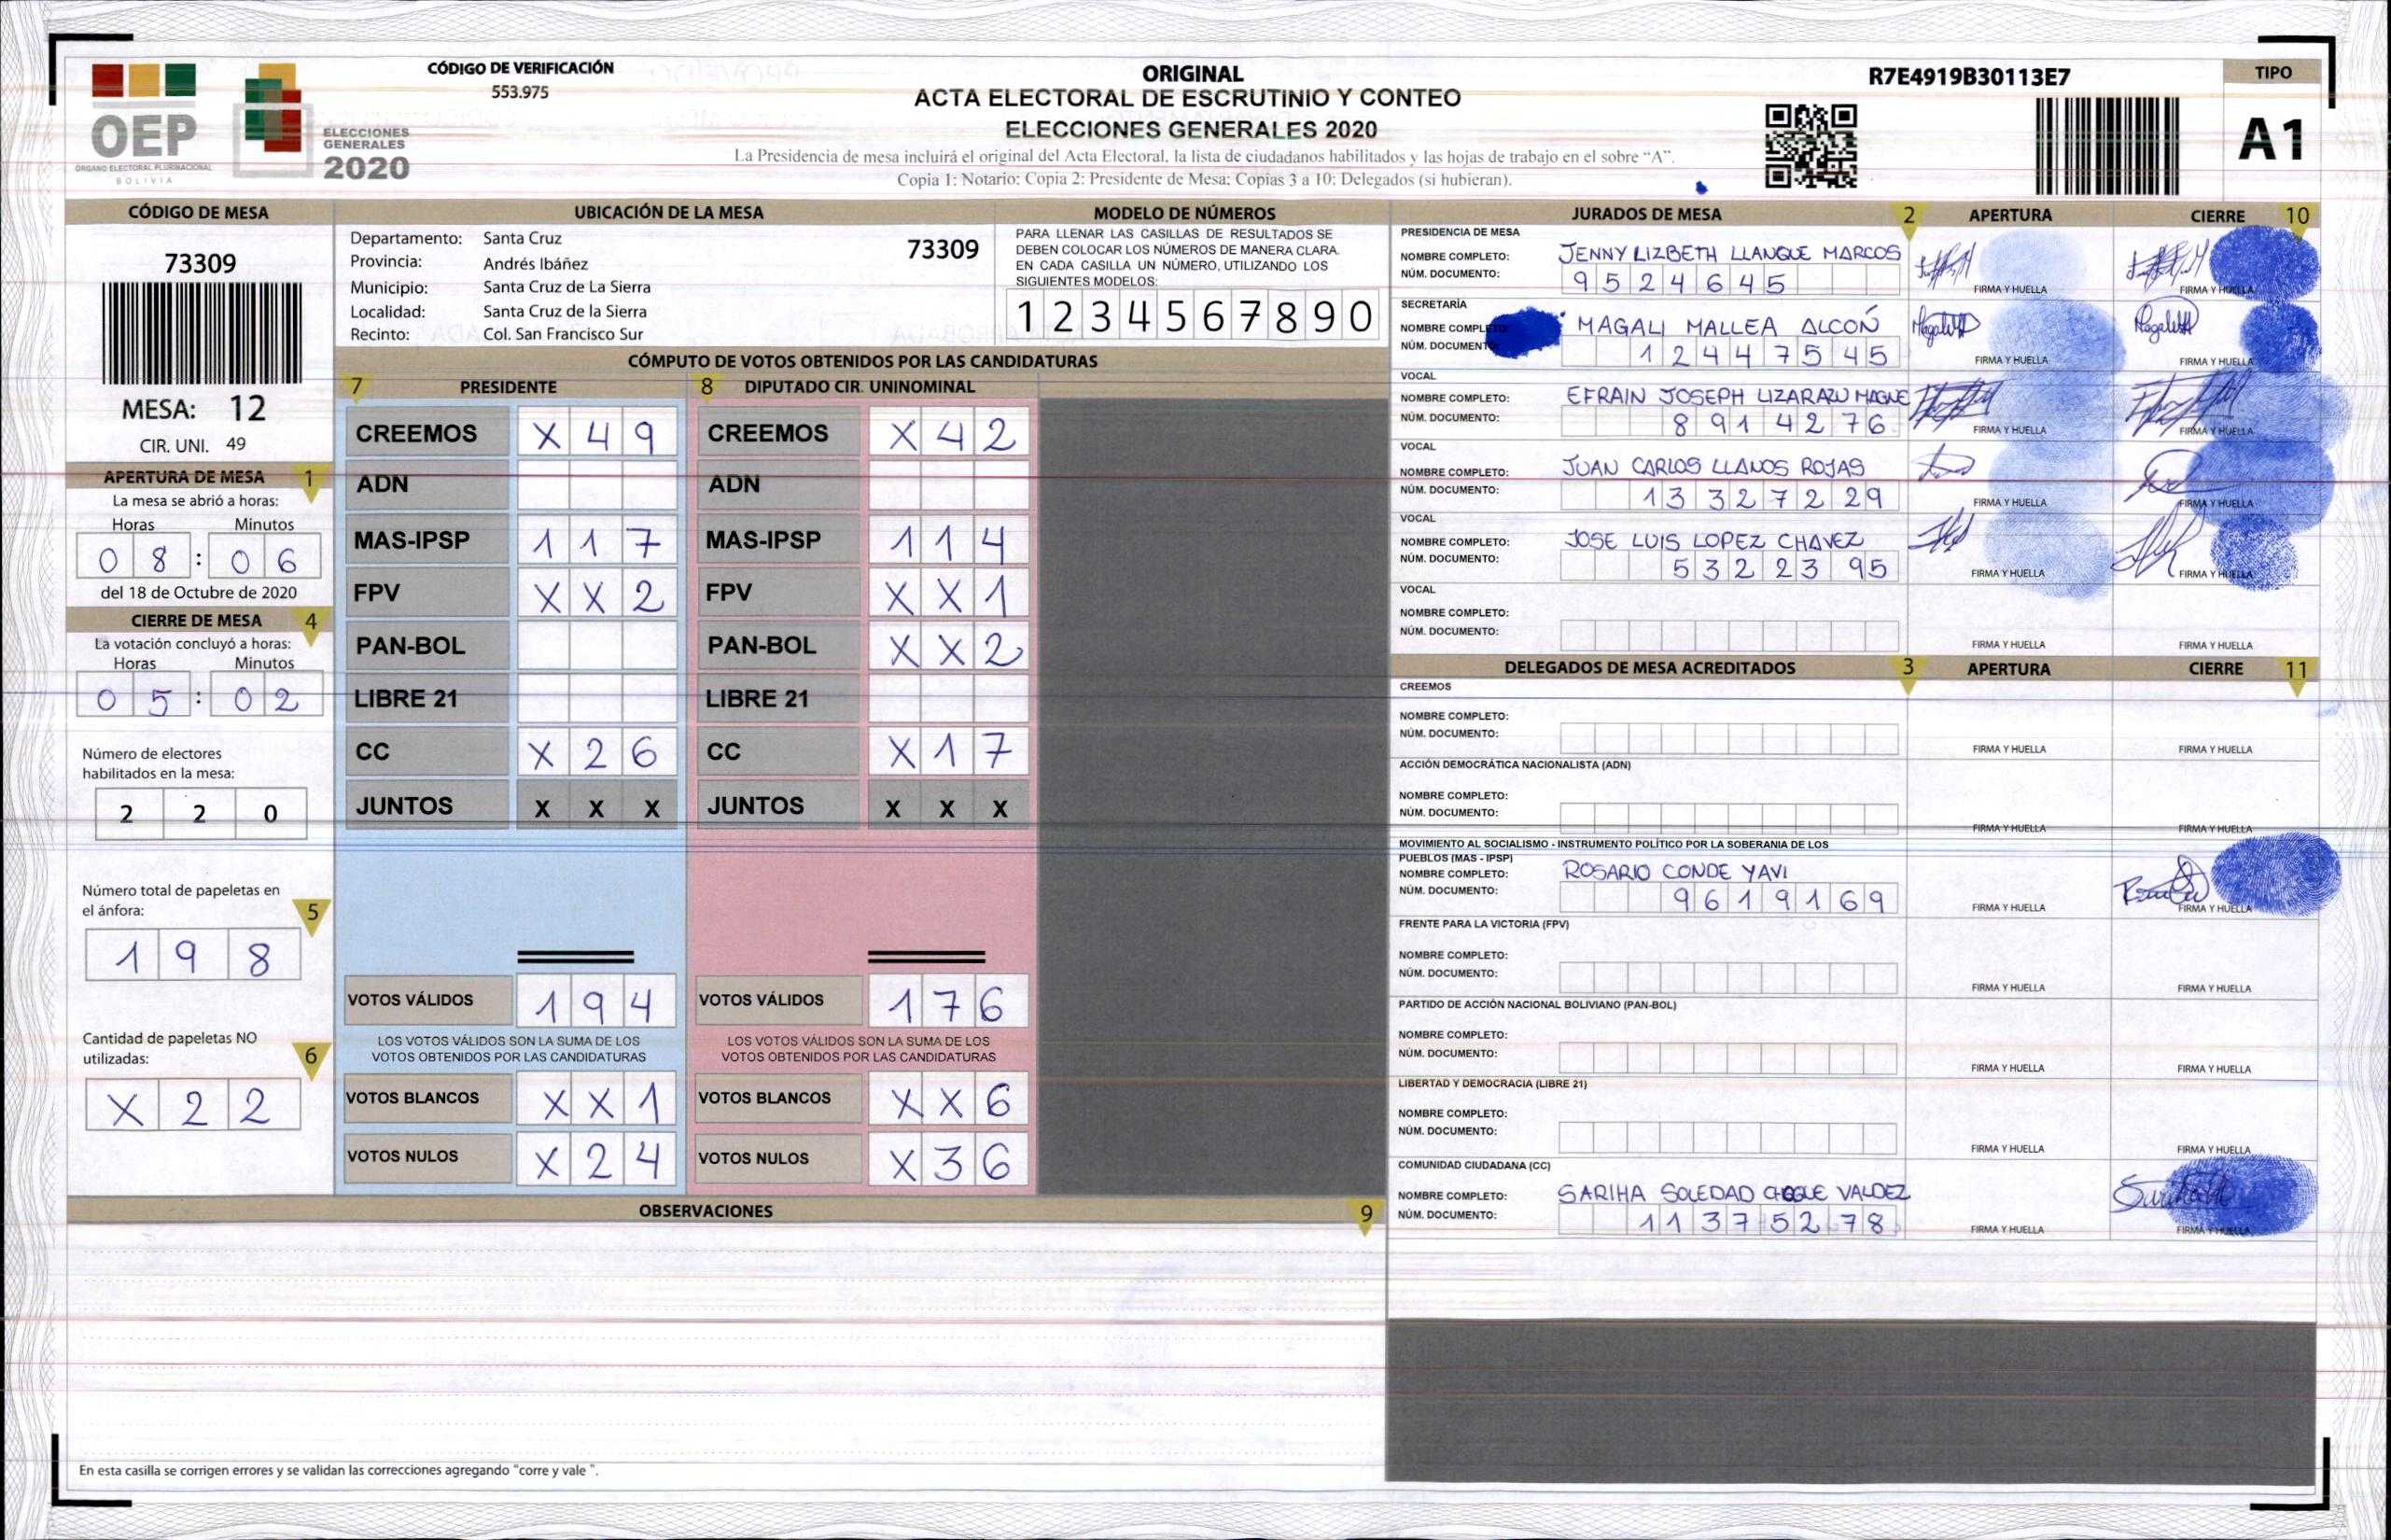 OEP
ÓRGANO ELECTORAL PLURINACIONAL
BOLIVIA
ELECCIONES
GENERALES
2020
CÓDIGO DE VERIFICACIÓN
553.975
ORIGINAL
ACTA ELECTORAL DE ESCRUTINIO Y CONTEO
ELECCIONES GENERALES 2020
La Presidencia de mesa incluirá el original del Acta Electoral, la lista de ciudadanos habilitados y las hojas de trabajo en el sobre "A".
Copia 1: Notario; Copia 2: Presidente de Mesa; Copias 3 a 10: Delegados (si hubieran).
R7E4919B30113E7
TIPO
A1
CÓDIGO DE MESA
73309
MESA: 12
CIR. UNI. 49
APERTURA DE MESA 1
La mesa se abrió a horas:
Horas Minutos
0 8 : 0 6
del 18 de Octubre de 2020
CIERRE DE MESA 4
La votación concluyó a horas:
Horas Minutos
0 5 : 0 2
Número de electores
habilitados en la mesa:
2 2 0
Número total de papeletas en
el ánfora: 5
1 9 8
Cantidad de papeletas NO
utilizadas: 6
X 2 2
UBICACIÓN DE LA MESA
Departamento: Santa Cruz 73309
Provincia: Andrés Ibáñez
Municipio: Santa Cruz de La Sierra
Localidad: Santa Cruz de la Sierra
Recinto: Col. San Francisco Sur
MODELO DE NÚMEROS
PARA LLENAR LAS CASILLAS DE RESULTADOS SE
DEBEN COLOCAR LOS NÚMEROS DE MANERA CLARA.
EN CADA CASILLA UN NÚMERO, UTILIZANDO LOS
SIGUIENTES MODELOS:
1 2 3 4 5 6 7 8 9 0
CÓMPUTO DE VOTOS OBTENIDOS POR LAS CANDIDATURAS
7 PRESIDENTE 8 DIPUTADO CIR. UNINOMINAL
CREEMOS X 4 9 CREEMOS X 4 2
ADN ADN
MAS-IPSP 1 1 7 MAS-IPSP 1 1 4
FPV X X 2 FPV X X 1
PAN-BOL PAN-BOL X X 2
LIBRE 21 LIBRE 21
CC X 2 6 CC X 1 7
JUNTOS X X X JUNTOS X X X
VOTOS VÁLIDOS 1 9 4 VOTOS VÁLIDOS 1 7 6
LOS VOTOS VÁLIDOS SON LA SUMA DE LOS LOS VOTOS VÁLIDOS SON LA SUMA DE LOS
VOTOS OBTENIDOS POR LAS CANDIDATURAS VOTOS OBTENIDOS POR LAS CANDIDATURAS
VOTOS BLANCOS X X 1 VOTOS BLANCOS X X 6
VOTOS NULOS X 2 4 VOTOS NULOS X 3 6
OBSERVACIONES 9
En esta casilla se corrigen errores y se validan las correcciones agregando "corre y vale ".
JURADOS DE MESA 2 APERTURA CIERRE 10
PRESIDENCIA DE MESA
NOMBRE COMPLETO: JENNY LIZBETH LLANQUE MARCOS
NÚM. DOCUMENTO: 9 5 2 4 6 4 5
FIRMA Y HUELLA FIRMA Y HUELLA
SECRETARÍA
NOMBRE COMPLETO: MAGALI MALLEA ALCON
NÚM. DOCUMENTO: 1 2 4 4 7 5 4 5
FIRMA Y HUELLA FIRMA Y HUELLA
VOCAL
NOMBRE COMPLETO: EFRAIN JOSEPH LIZARAZU MAGNE
NÚM. DOCUMENTO: 8 9 1 4 2 7 6
FIRMA Y HUELLA FIRMA Y HUELLA
VOCAL
NOMBRE COMPLETO: JUAN CARLOS LLANOS ROJAS
NÚM. DOCUMENTO: 1 3 3 2 7 2 2 9
FIRMA Y HUELLA FIRMA Y HUELLA
VOCAL
NOMBRE COMPLETO: JOSE LUIS LOPEZ CHAVEZ
NÚM. DOCUMENTO: 5 3 2 2 3 9 5
FIRMA Y HUELLA FIRMA Y HUELLA
VOCAL
NOMBRE COMPLETO:
NÚM. DOCUMENTO:
FIRMA Y HUELLA FIRMA Y HUELLA
DELEGADOS DE MESA ACREDITADOS 3 APERTURA CIERRE 11
CREEMOS
NOMBRE COMPLETO:
NÚM. DOCUMENTO:
FIRMA Y HUELLA FIRMA Y HUELLA
ACCIÓN DEMOCRÁTICA NACIONALISTA (ADN)
NOMBRE COMPLETO:
NÚM. DOCUMENTO:
FIRMA Y HUELLA FIRMA Y HUELLA
MOVIMIENTO AL SOCIALISMO - INSTRUMENTO POLÍTICO POR LA SOBERANIA DE LOS
PUEBLOS (MAS - IPSP)
NOMBRE COMPLETO: ROSARIO CONDE YAVI
NÚM. DOCUMENTO: 9 6 1 9 1 6 9
FIRMA Y HUELLA FIRMA Y HUELLA
FRENTE PARA LA VICTORIA (FPV)
NOMBRE COMPLETO:
NÚM. DOCUMENTO:
FIRMA Y HUELLA FIRMA Y HUELLA
PARTIDO DE ACCIÓN NACIONAL BOLIVIANO (PAN-BOL)
NOMBRE COMPLETO:
NÚM. DOCUMENTO:
FIRMA Y HUELLA FIRMA Y HUELLA
LIBERTAD Y DEMOCRACIA (LIBRE 21)
NOMBRE COMPLETO:
NÚM. DOCUMENTO:
FIRMA Y HUELLA FIRMA Y HUELLA
COMUNIDAD CIUDADANA (CC)
NOMBRE COMPLETO: SARIHA SOLEDAD CHOQUE VALDEZ
NÚM. DOCUMENTO: 1 1 3 7 5 2 7 8
FIRMA Y HUELLA FIRMA Y HUELLA